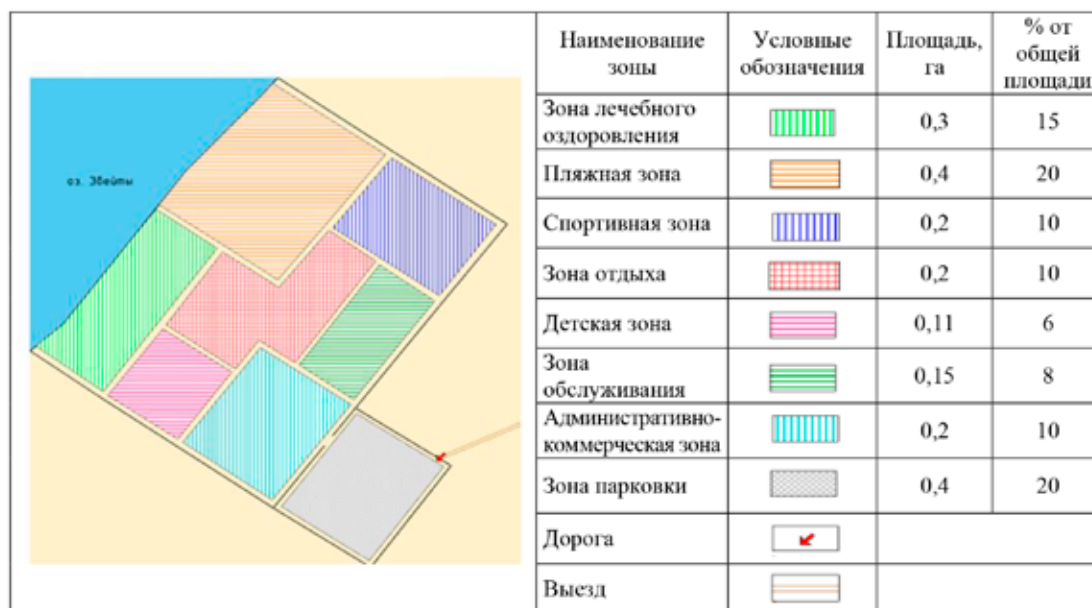 Наименование
зоны
Условные
обозначения
Площадь,
га
% от
общей
площади
Зона лечебного
оздоровления
0,3
15
Пляжная зона
0,4
20
Спортивная зона
0,2
10
Зона отдыха
0,2
10
Детская зона
0,11
6
Зона
обслуживания
0,15
8
Административно-
коммерческая зона
0,2
10
Зона парковки
0,4
20
Дорога
Выезд
оз. Эбейты